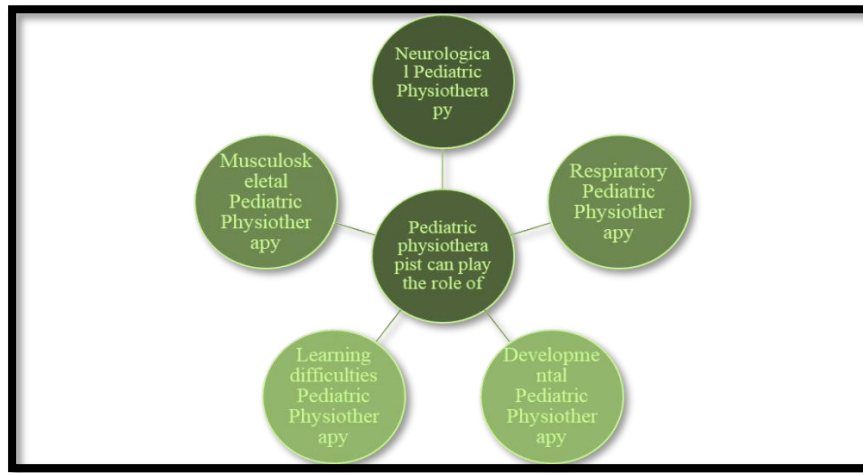 Neurologica
l Pediatric
Physiothera
py
Musculosk
eletal
Pediatric
Physiother
apy
Respiratory
Pediatric
Physiother
apy
Pediatric
physiothera
pist can play
the role of
Learning
difficulties
Pediatric
Physiother
apy
Developme
ntal
Pediatric
Physiother
apy